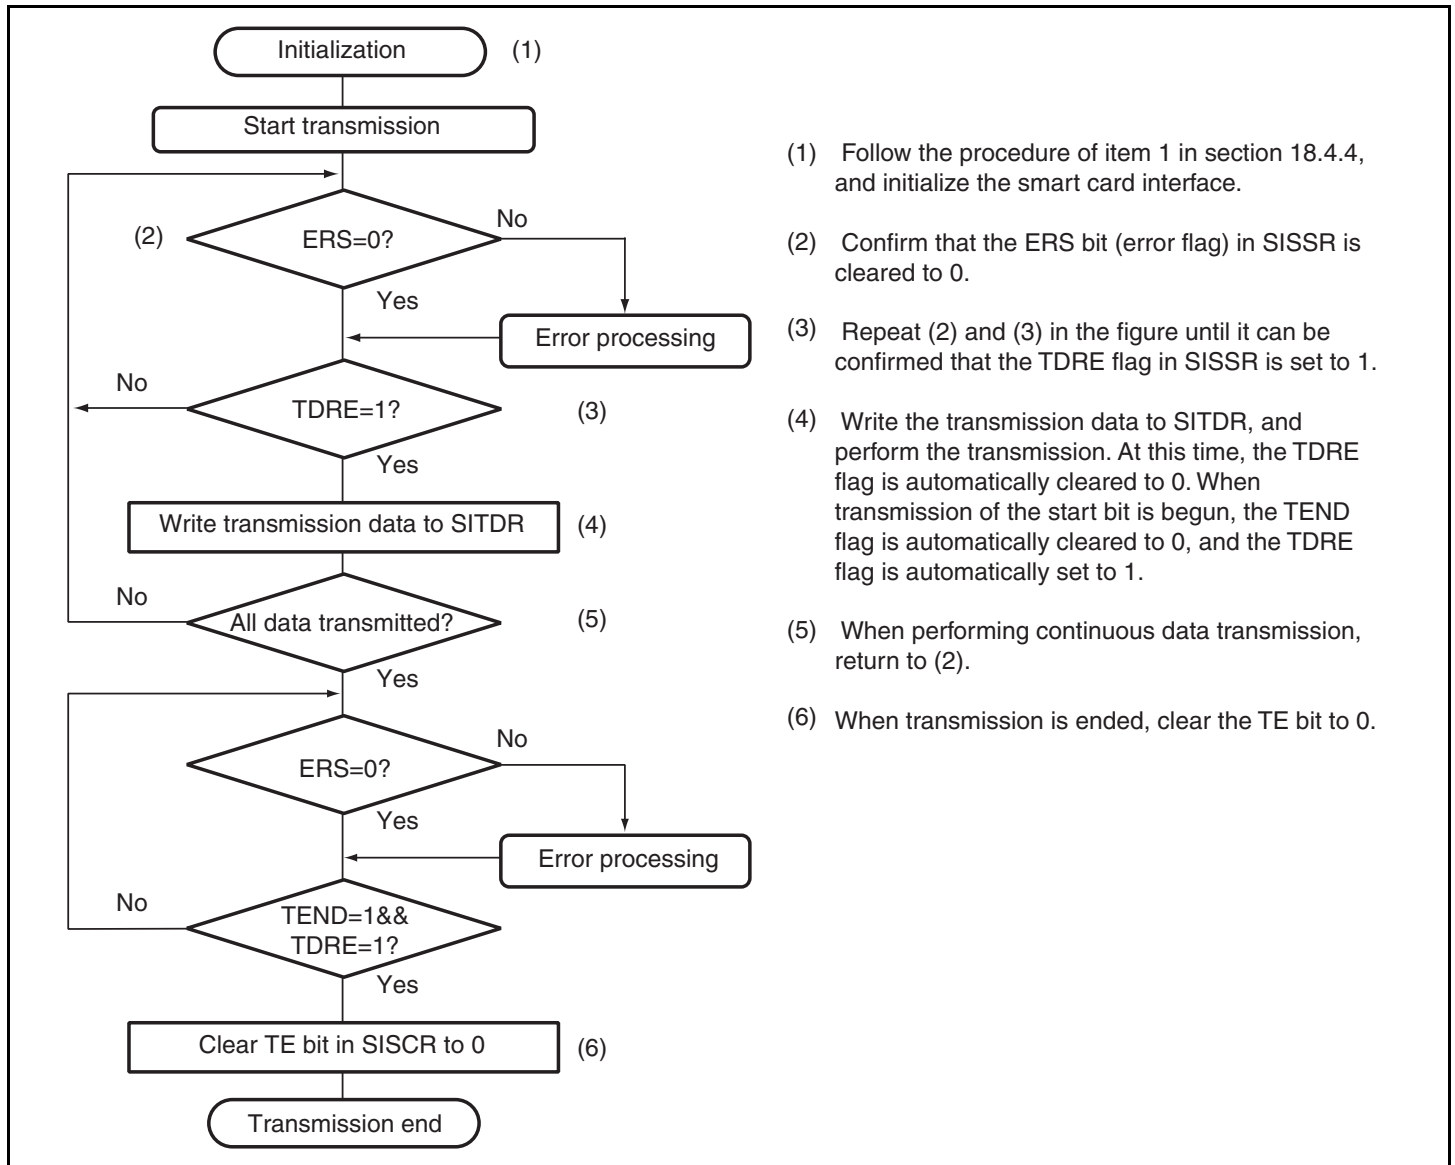 Initialization
(1)
Start transmission
(2)
ERS=0?
No
Yes
Error processing
No
TDRE=1?
(3)
Yes
Write transmission data to SITDR
(4)
No
All data transmitted?
(5)
Yes
ERS=0?
No
Yes
Error processing
No
TEND=1&&
TDRE=1?
Yes
Clear TE bit in SISCR to 0
(6)
Transmission end
(1) Follow the procedure of item 1 in section 18.4.4,
and initialize the smart card interface.
(2) Confirm that the ERS bit (error flag) in SISSR is
cleared to 0.
(3) Repeat (2) and (3) in the figure until it can be
confirmed that the TDRE flag in SISSR is set to 1.
(4) Write the transmission data to SITDR, and
perform the transmission. At this time, the TDRE
flag is automatically cleared to 0. When
transmission of the start bit is begun, the TEND
flag is automatically cleared to 0, and the TDRE
flag is automatically set to 1.
(5) When performing continuous data transmission,
return to (2).
(6) When transmission is ended, clear the TE bit to 0.